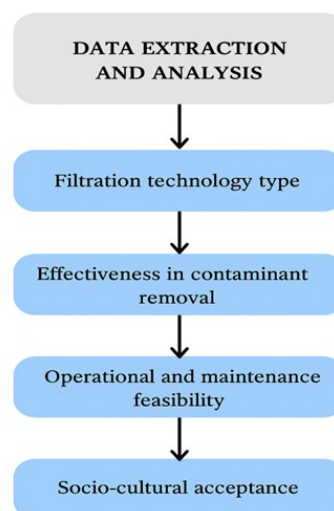 DATA EXTRACTION
AND ANALYSIS
Filtration technology type
Effectiveness in contaminant
removal
Operational and maintenance
feasibility
Socio-cultural acceptance